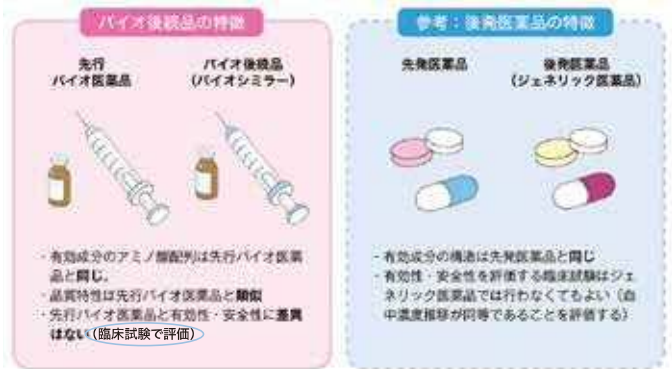 バイオ後続品の特徴
先行
バイオ医薬品
バイオ後続品
(バイオシミラー)
・有効成分のアミノ酸配列は先行バイオ医薬
品と同じ。
・品質特性は先行バイオ医薬品と類似
・先行バイオ医薬品と有効性・安全性に差異
はない(臨床試験で評価)
参考：後発医薬品の特徴
先発医薬品
後発医薬品
(ジェネリック医薬品)
・有効成分の構造は先発医薬品と同じ
・有効性・安全性を評価する臨床試験はジェ
ネリック医薬品では行わなくてもよい（血
中濃度推移が同等であることを評価する）